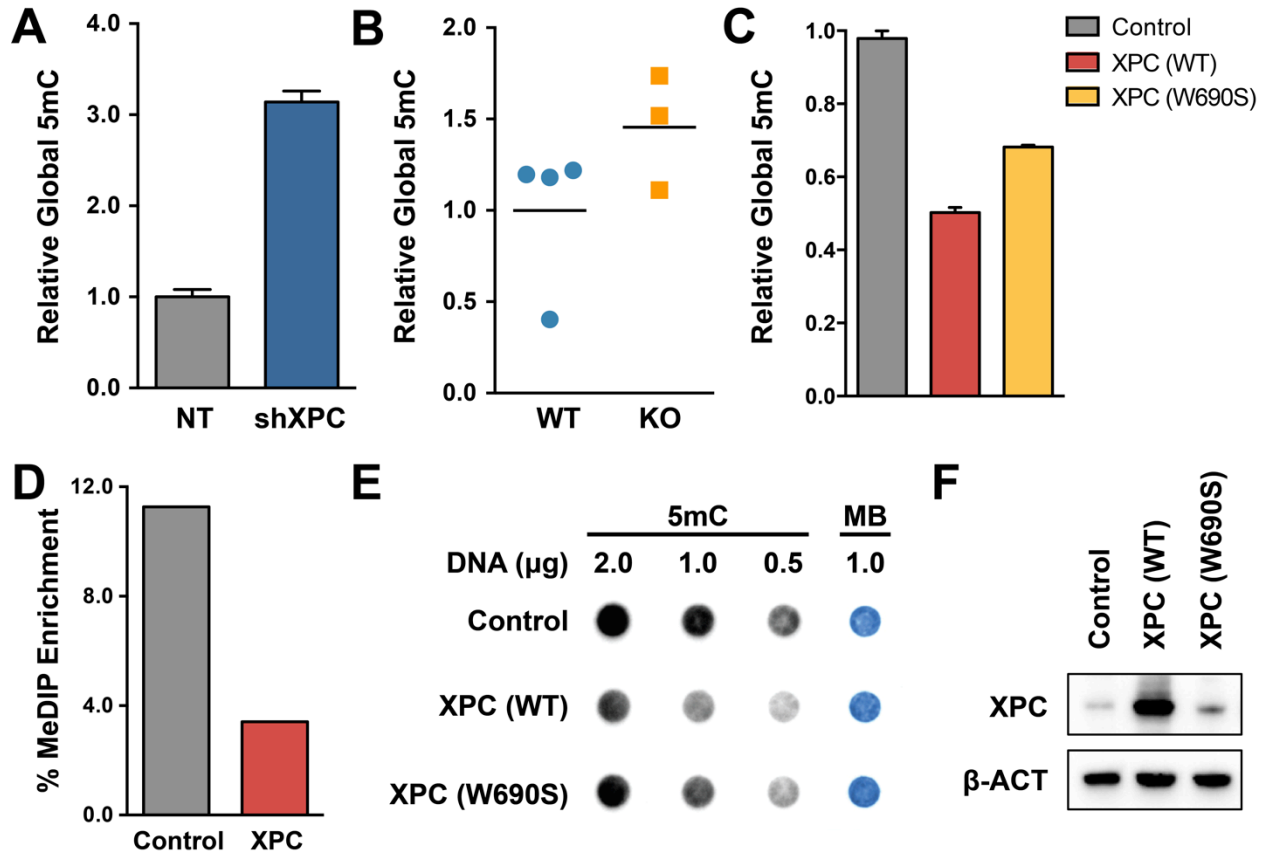 A
Relative Global 5mC
4.0
3.0
2.0
1.0
0.0
NT shXPC
B
Relative Global 5mC
2.0
1.5
1.0
0.5
0.0
WT KO
C
Relative Global 5mC
1.0
0.8
0.6
0.4
0.2
0.0
Control
XPC (WT)
XPC (W690S)
D
% MeDIP Enrichment
12.0
8.0
4.0
0.0
Control XPC
E
5mC MB
DNA (µg) 2.0 1.0 0.5 1.0
Control
XPC (WT)
XPC (W690S)
F
Control
XPC (WT)
XPC (W690S)
XPC
β-ACT